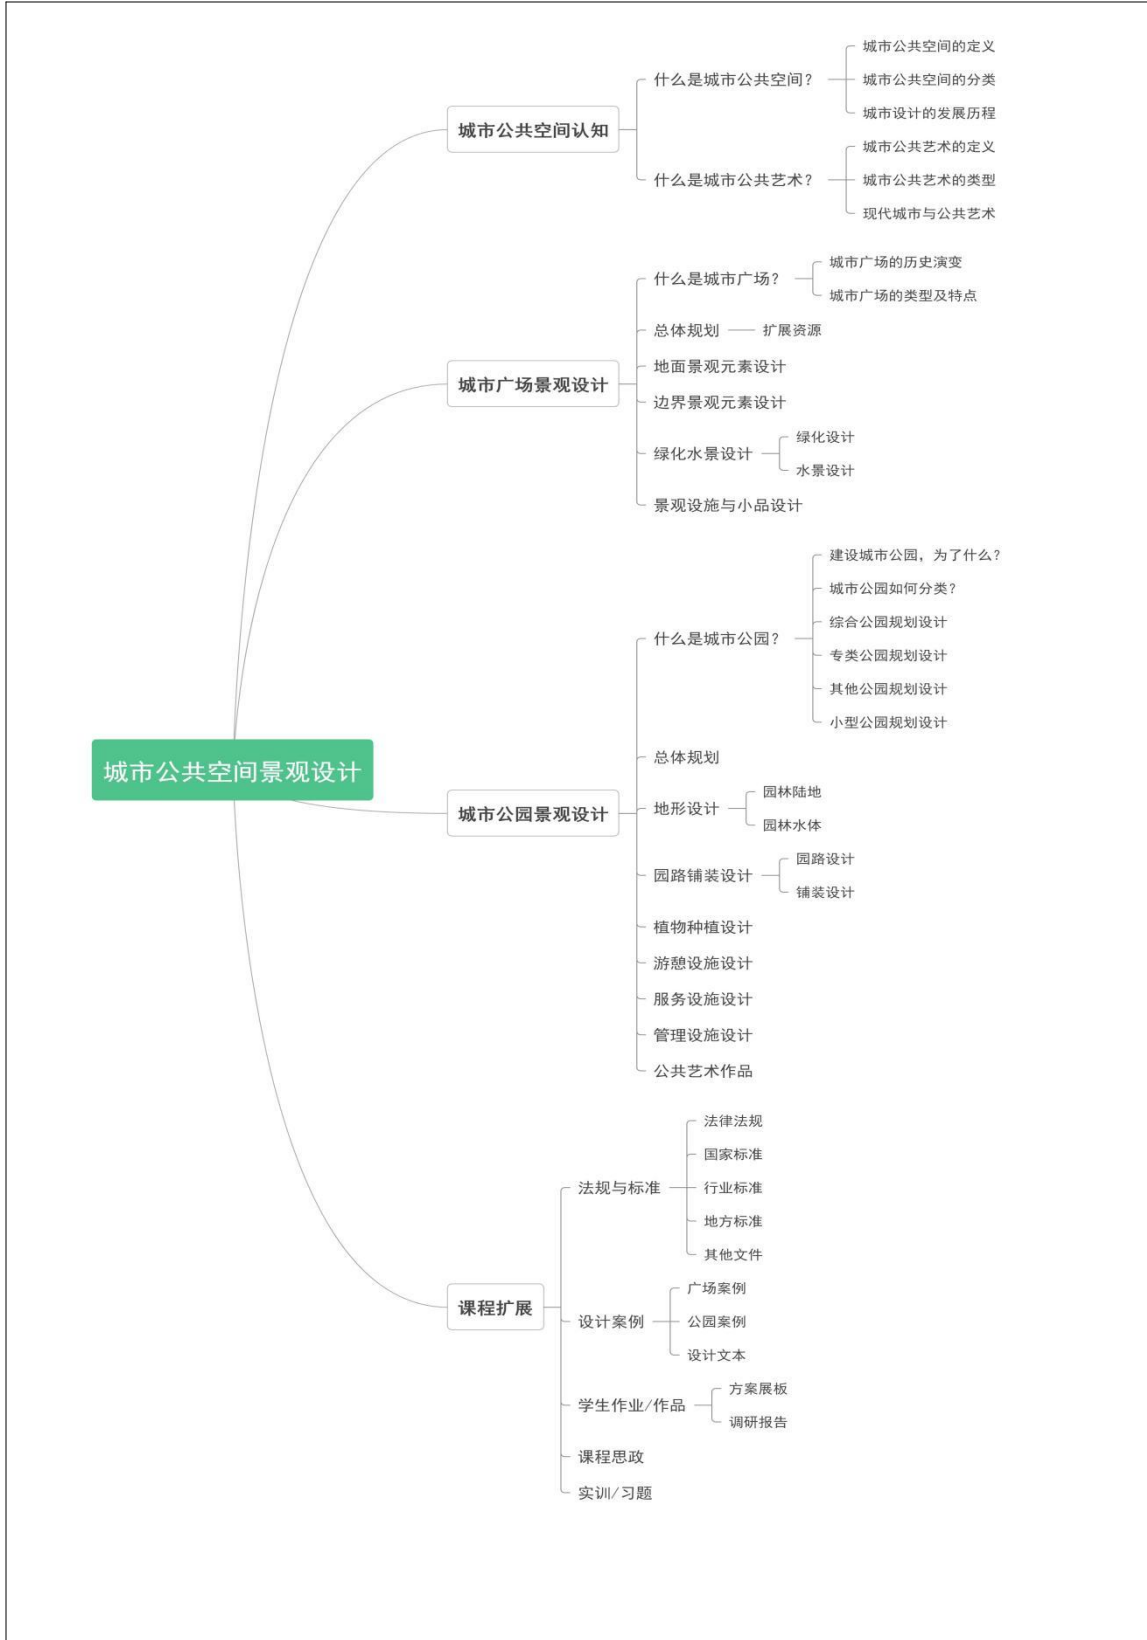 城市公共空间景观设计
城市公共空间认知
什么是城市公共空间?
城市公共空间的定义
城市公共空间的分类
城市设计的发展历程
什么是城市公共艺术?
城市公共艺术的定义
城市公共艺术的类型
现代城市与公共艺术
城市广场景观设计
什么是城市广场?
城市广场的历史演变
城市广场的类型及特点
总体规划
扩展资源
地面景观元素设计
边界景观元素设计
绿化水景设计
绿化设计
水景设计
景观设施与小品设计
城市公园景观设计
什么是城市公园?
建设城市公园，为了什么?
城市公园如何分类?
综合公园规划设计
专类公园规划设计
其他公园规划设计
小型公园规划设计
总体规划
地形设计
园林陆地
园林水体
园路铺装设计
园路设计
铺装设计
植物种植设计
游憩设施设计
服务设施设计
管理设施设计
公共艺术作品
课程扩展
法规与标准
法律法规
国家标准
行业标准
地方标准
其他文件
设计案例
广场案例
公园案例
设计文本
学生作业/作品
方案展板
调研报告
课程思政
实训/习题